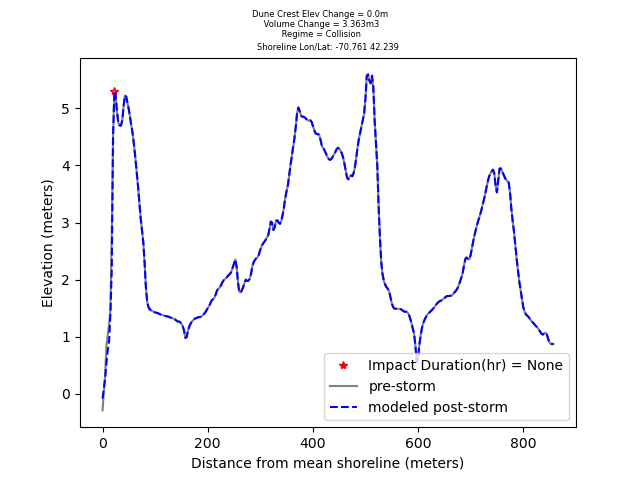 Dune Crest Elev Change = 0.0m
Volume Change = 3.363m3
Regime = Collision
Shoreline Lon/Lat: -70.761 42.239
Elevation (meters)
5
4
3
2
1
0
Impact Duration(hr) = None
pre-storm
modeled post-storm
0 200 400 600 800
Distance from mean shoreline (meters)